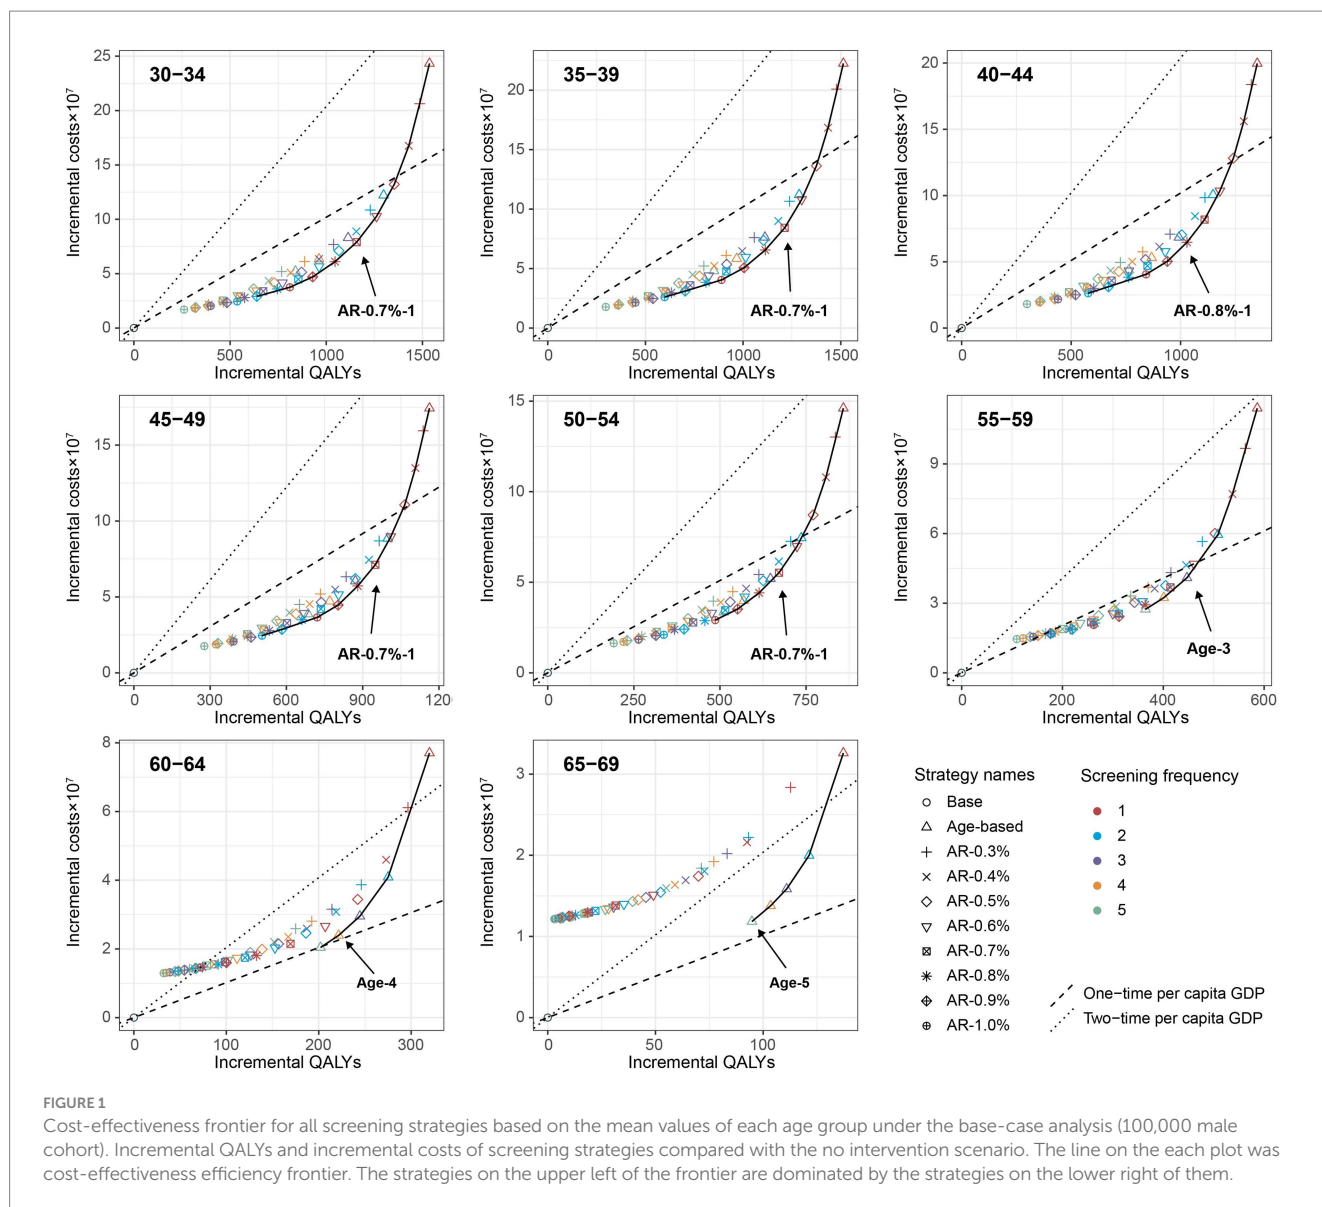 30−34
Incremental costs×10⁷
25
20
15
10
5
0
AR-0.7%-1
0 500 1000 1500
Incremental QALYs
35−39
Incremental costs×10⁷
20
15
10
5
0
AR-0.7%-1
0 500 1000 1500
Incremental QALYs
40−44
Incremental costs×10⁷
20
15
10
5
0
AR-0.8%-1
0 500 1000
Incremental QALYs
45−49
Incremental costs×10⁷
15
10
5
0
AR-0.7%-1
0 300 600 900 120
Incremental QALYs
50−54
Incremental costs×10⁷
15
10
5
0
AR-0.7%-1
0 250 500 750
Incremental QALYs
55−59
Incremental costs×10⁷
9
6
3
0
Age-3
0 200 400 600
Incremental QALYs
60−64
Incremental costs×10⁷
8
6
4
2
0
Age-4
0 100 200 300
Incremental QALYs
65−69
Incremental costs×10⁷
3
2
1
0
Age-5
0 50 100
Incremental QALYs
Strategy names
Base
Age-based
AR-0.3%
AR-0.4%
AR-0.5%
AR-0.6%
AR-0.7%
AR-0.8%
AR-0.9%
AR-1.0%
Screening frequency
1
2
3
4
5
One-time per capita GDP
Two-time per capita GDP
FIGURE 1
Cost-effectiveness frontier for all screening strategies based on the mean values of each age group under the base-case analysis (100,000 male
cohort). Incremental QALYs and incremental costs of screening strategies compared with the no intervention scenario. The line on the each plot was
cost-effectiveness efficiency frontier. The strategies on the upper left of the frontier are dominated by the strategies on the lower right of them.